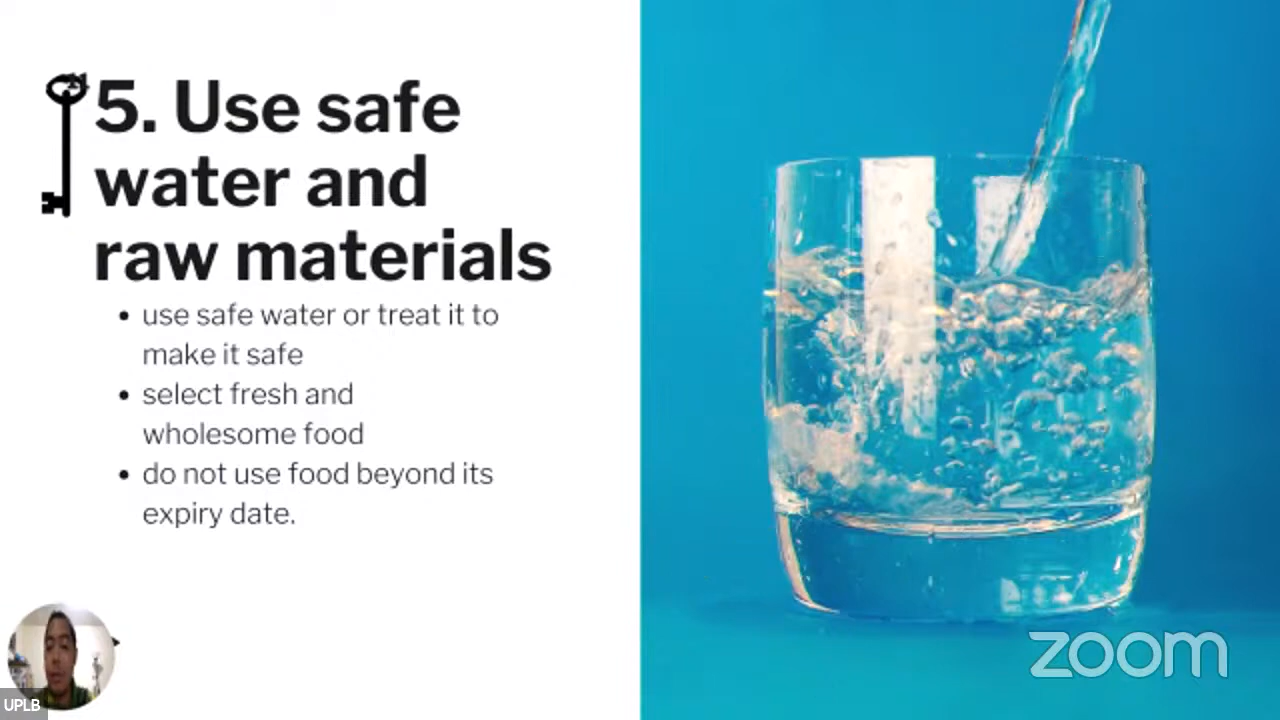 5. Use safe
water and
raw materials
• use safe water or treat it to
make it safe
• select fresh and
wholesome food
• do not use food beyond its
expiry date.
UPLB
zoom